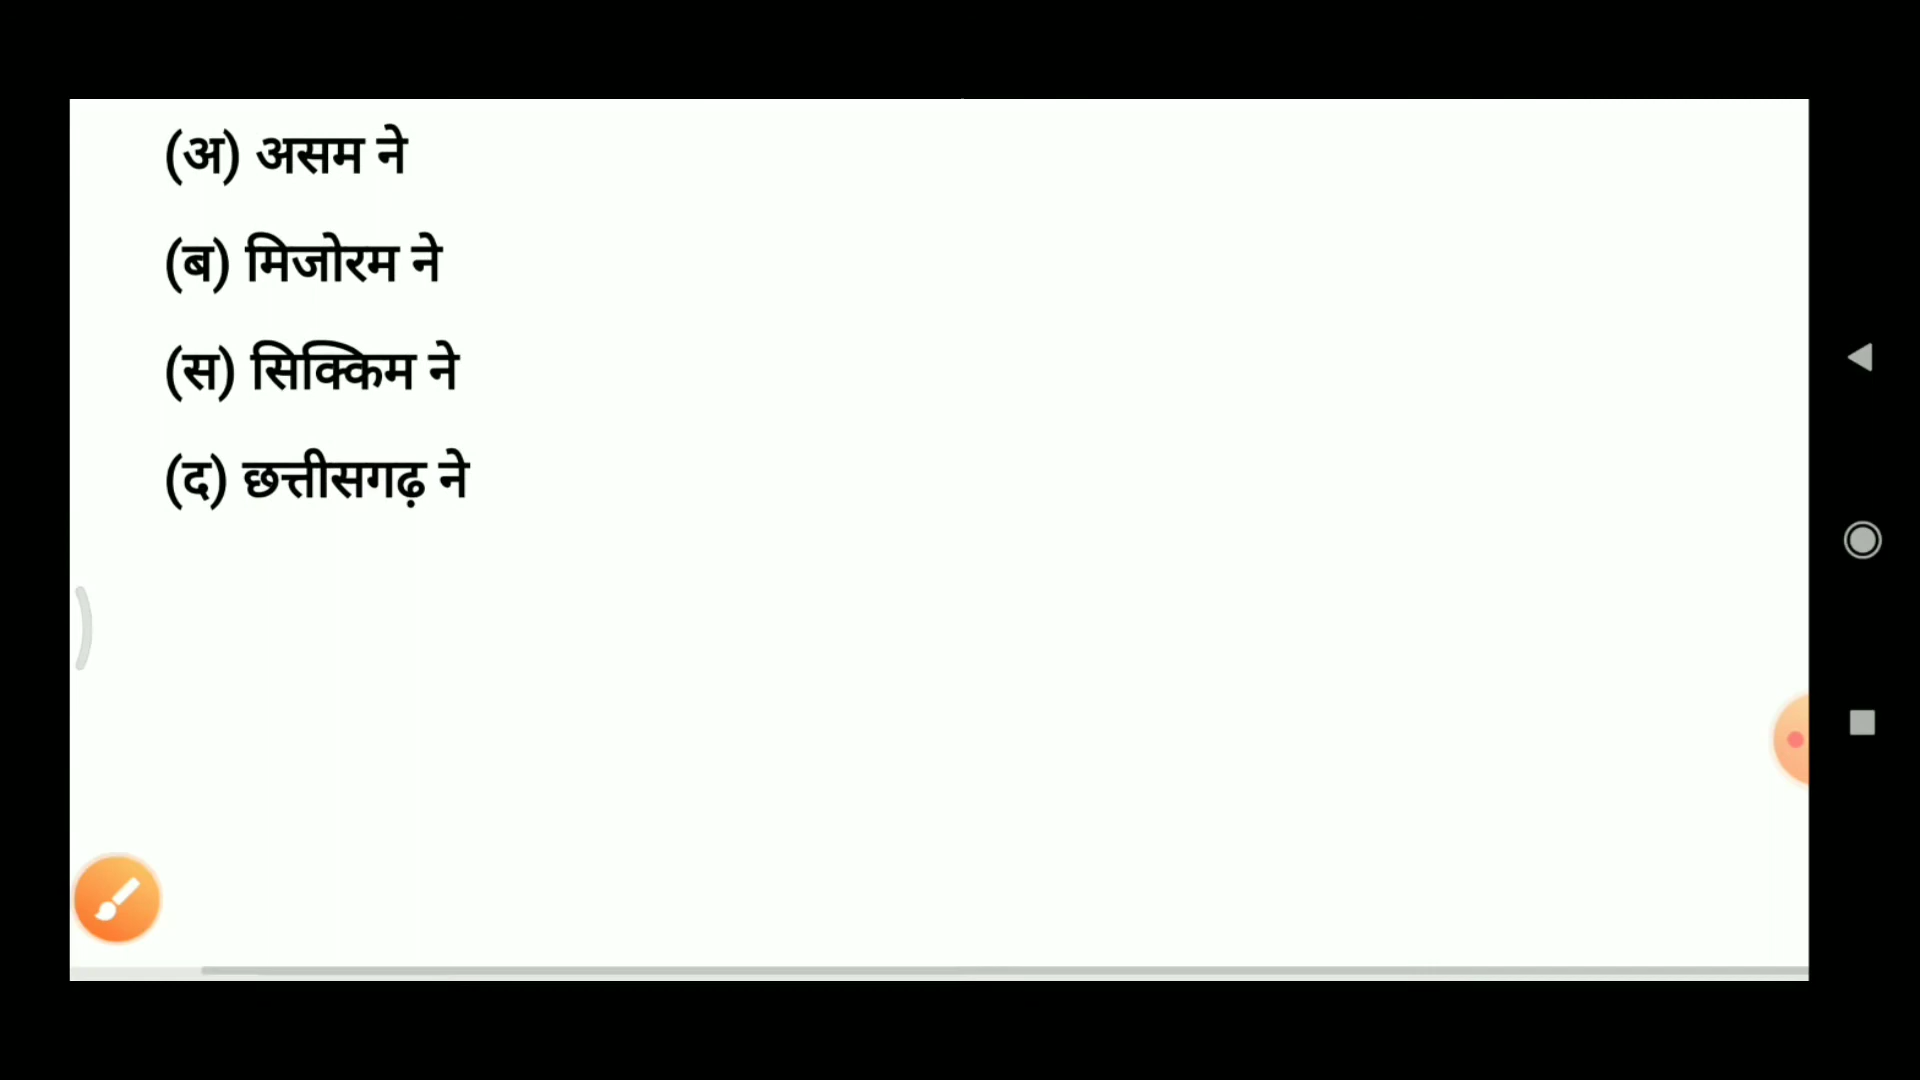 (अ) असम ने
(ब) मिजोरम ने
(स) सिक्किम ने
(द) छत्तीसगढ़ ने